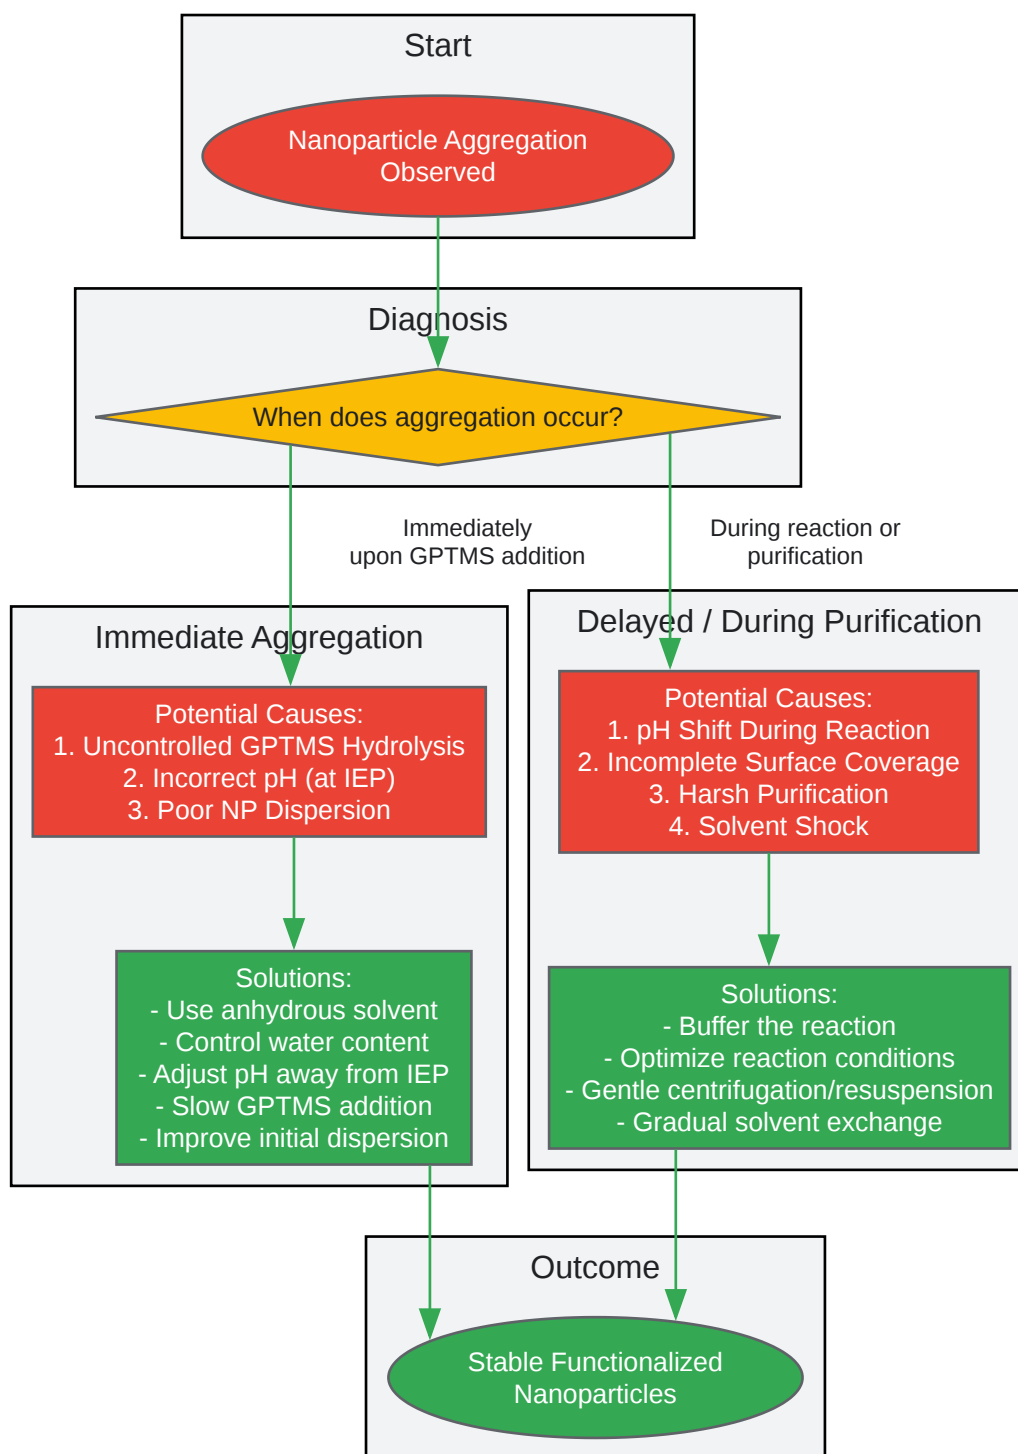 Start
Nanoparticle Aggregation
Observed
Diagnosis
When does aggregation occur?
Immediately
upon GPTMS addition
During reaction or
purification
Immediate Aggregation
Potential Causes:
1. Uncontrolled GPTMS Hydrolysis
2. Incorrect pH (at IEP)
3. Poor NP Dispersion
Solutions:
- Use anhydrous solvent
- Control water content
- Adjust pH away from IEP
- Slow GPTMS addition
- Improve initial dispersion
Delayed / During Purification
Potential Causes:
1. pH Shift During Reaction
2. Incomplete Surface Coverage
3. Harsh Purification
4. Solvent Shock
Solutions:
- Buffer the reaction
- Optimize reaction conditions
- Gentle centrifugation/resuspension
- Gradual solvent exchange
Outcome
Stable Functionalized
Nanoparticles